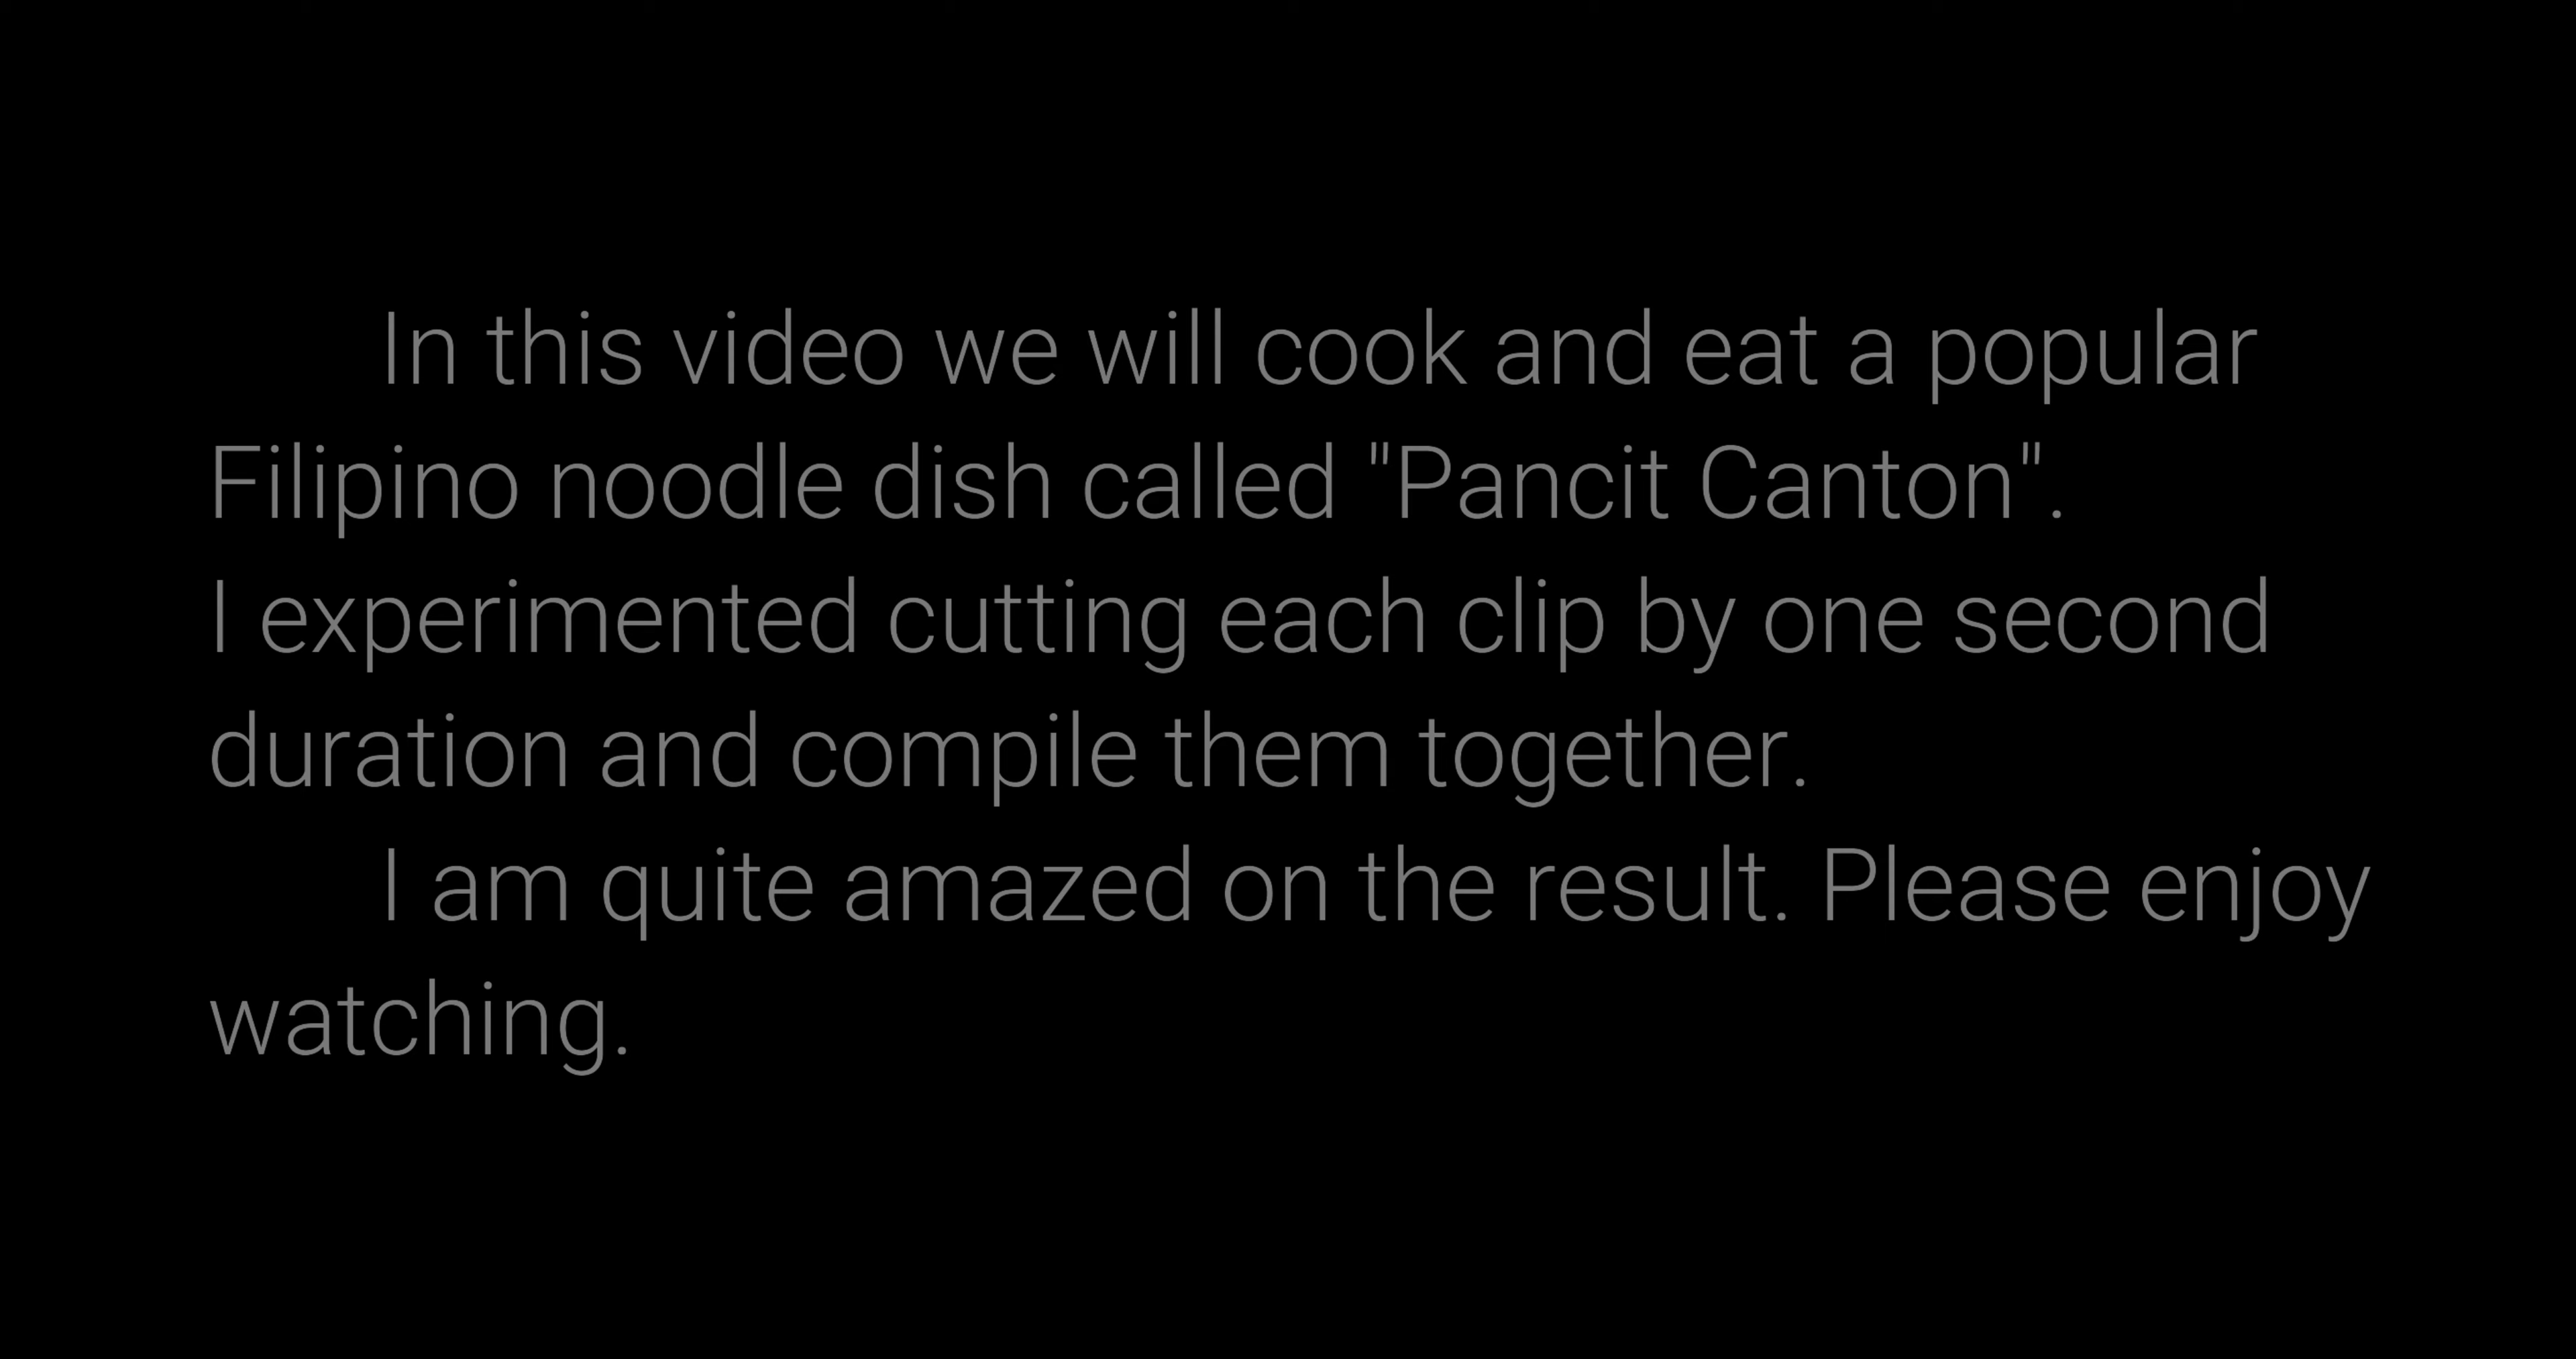 In this video we will cook and eat a popular
Filipino noodle dish called "Pancit Canton".
I experimented cutting each clip by one second
duration and compile them together.
I am quite amazed on the result. Please enjoy
watching.